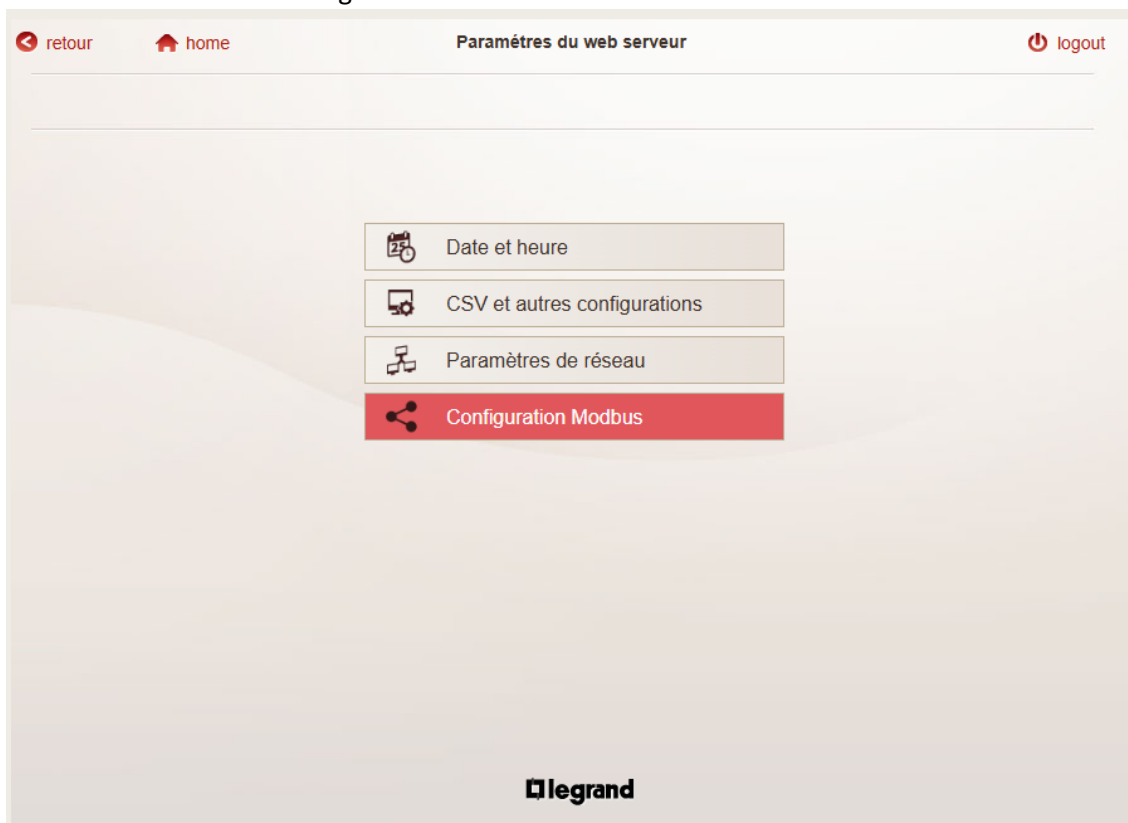 retour home Paramétres du web serveur logout
25
Date et heure
CSV et autres configurations
Paramètres de réseau
Configuration Modbus
legrand